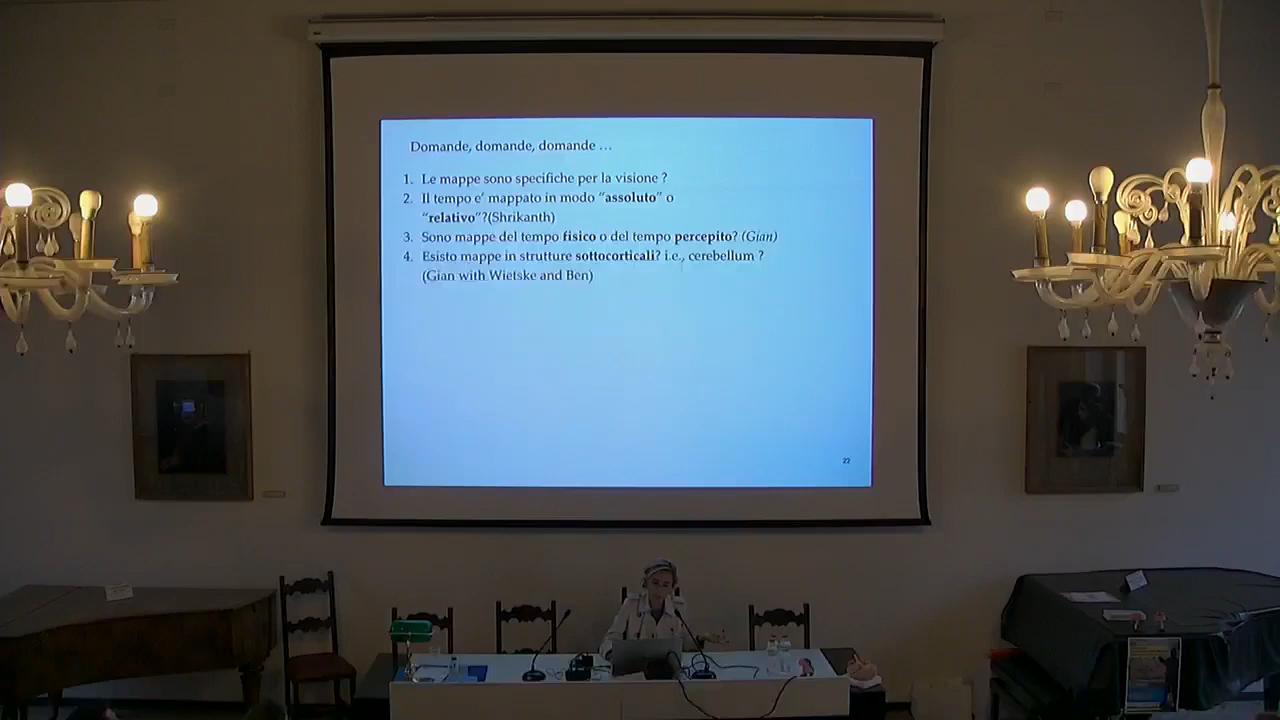 Domande, domande, domande …
1. Le mappe sono specifiche per la visione ?
2. Il tempo e' mappato in modo "assoluto" o
"relativo"?(Shrikanth)
3. Sono mappe del tempo fisico o del tempo percepito? (Gian)
4. Esisto mappe in strutture sottocorticali? i.e., cerebellum ?
(Gian with Wietske and Ben)
22